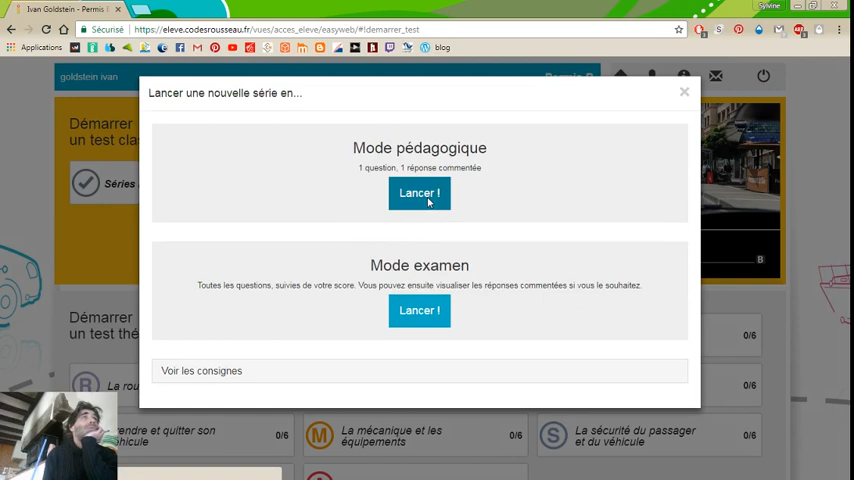 Ivan Goldstein - Permis
Sylvine
Sécurisé
https://eleve.codesrousseau.fr/vues/acces_eleve/easyweb/#!demarrer_test
Applications
blog
goldstein ivan
Permis B
Lancer une nouvelle série en...
Démarrer
un test cla
Séries
Mode pédagogique
1 question, 1 réponse commentée
Lancer !
B
Mode examen
Toutes les questions, suivies de votre score. Vous pouvez ensuite visualiser les réponses commentées si vous le souhaitez.
Lancer !
Démarrer
un test thé
0/6
Voir les consignes
R
La rou
0/6
endre et quitter son
véhicule
0/6
M
La mécanique et les
équipements
0/6
S
La sécurité du passager
et du véhicule
0/6